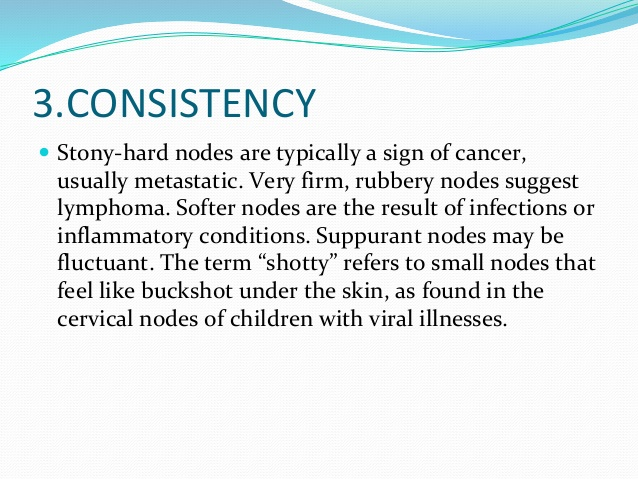 3.CONSISTENCY
Stony-hard nodes are typically a sign of cancer,
usually metastatic. Very firm, rubbery nodes suggest
lymphoma. Softer nodes are the result of infections or
inflammatory conditions. Suppurant nodes may be
fluctuant. The term “shotty” refers to small nodes that
feel like buckshot under the skin, as found in the
cervical nodes of children with viral illnesses.